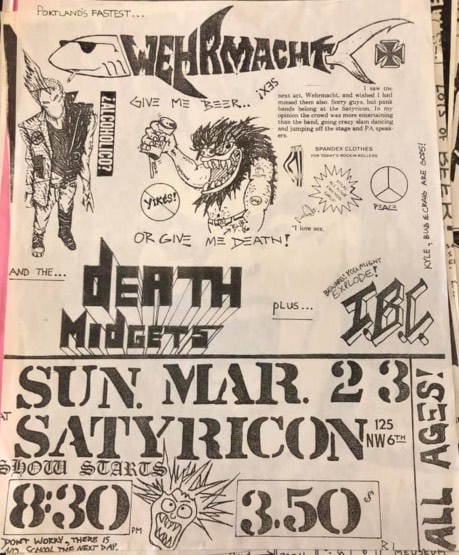 PORTLAND'S FASTEST...
WEHRMACHT
GIVE ME BEER..
SEX!
I saw the
next act, Wehrmacht, and wished I had
missed them also. Sorry guys, but punk
bands belong at the Satyricon. In my
opinion the crowd was more entertaining
than the band, going crazy slam dancing
and jumping off the stage and PA speak-
ers.
ALCOHOLICO?
SPANDEX CLOTHES
FOR TODAY'S ROCK-N-ROLLERS
YIKES!
PEACE
"I love sex.
OR GIVE ME DEATH!
KYLE, BUB & CRAIG ARE GODS!
LOTS OF BEER
AND THE...
DEATH
MIDGETS
PLUS...
BEWARE, YOU MIGHT
EXPLODE!
I.B.C.
SUN. MAR. 23
AT
SATYRICON
125
NW 6TH
ALL AGES!
SHOW STARTS
8:30
PM
3.50
DON'T WORRY, THERE IS
NO SCHOOL THE NEXT DAY.